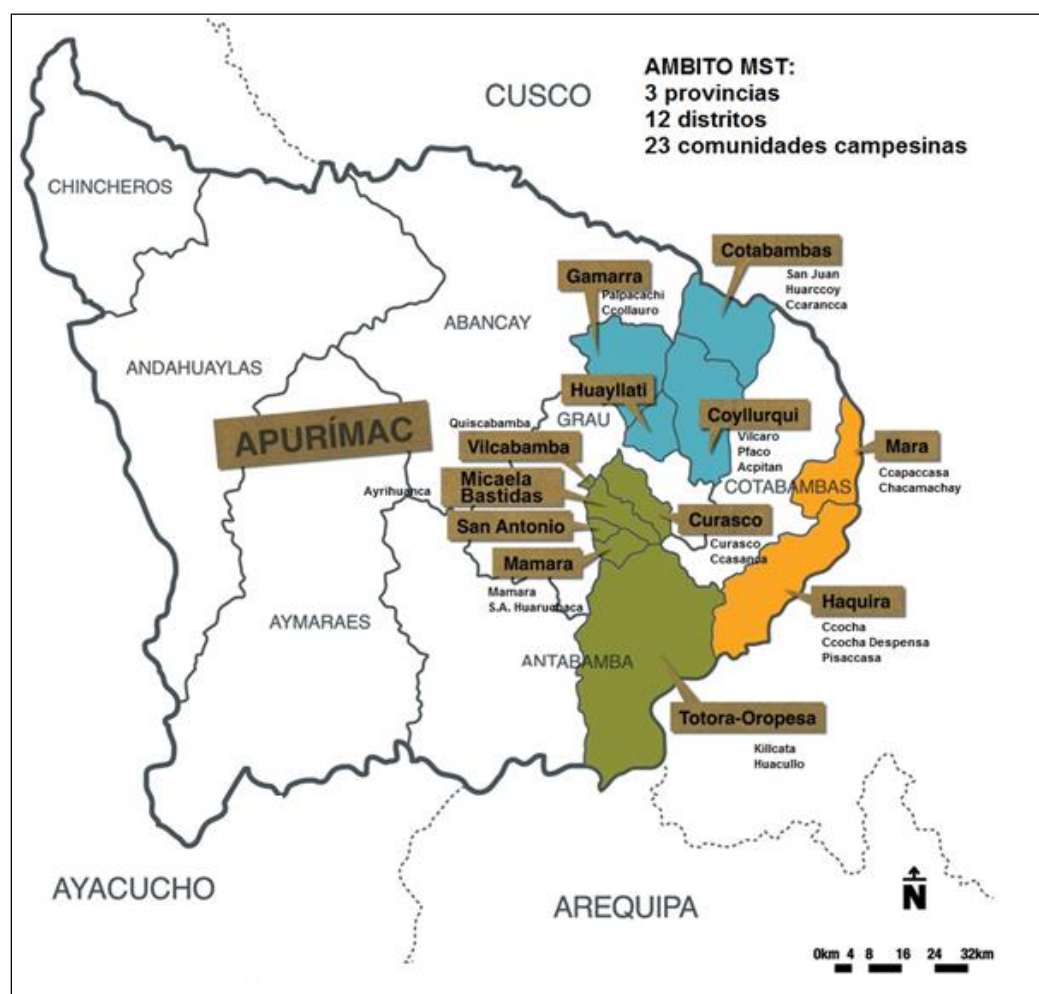 AMBITO MST:
3 provincias
12 distritos
23 comunidades campesinas
CUSCO
CHINCHEROS
Cotabambas
San Juan
Huarccoy
Ccarancca
Gamarra
Palpacachi
Ccollauro
ABANCAY
ANDAHUAYLAS
Huayllati
GRAU
Coyllurqui
Vilcaro
Pfaco
Acpitan
APURÍMAC
Quiscabamba
Vilcabamba
Mara
Ccapaccasa
Chacamachay
COTABAMBAS
Micaela
Bastidas
Ayrihuanca
San Antonio
Curasco
Curasco
Ccasanca
Mamara
Mamara
S.A. Huaruchaca
Haquira
Ccocha
Ccocha Despensa
Pisaccasa
AYMARAES
ANTABAMBA
Totora-Oropesa
Killcata
Huacullo
AYACUCHO
AREQUIPA
N
0km 4 8 16 24 32km